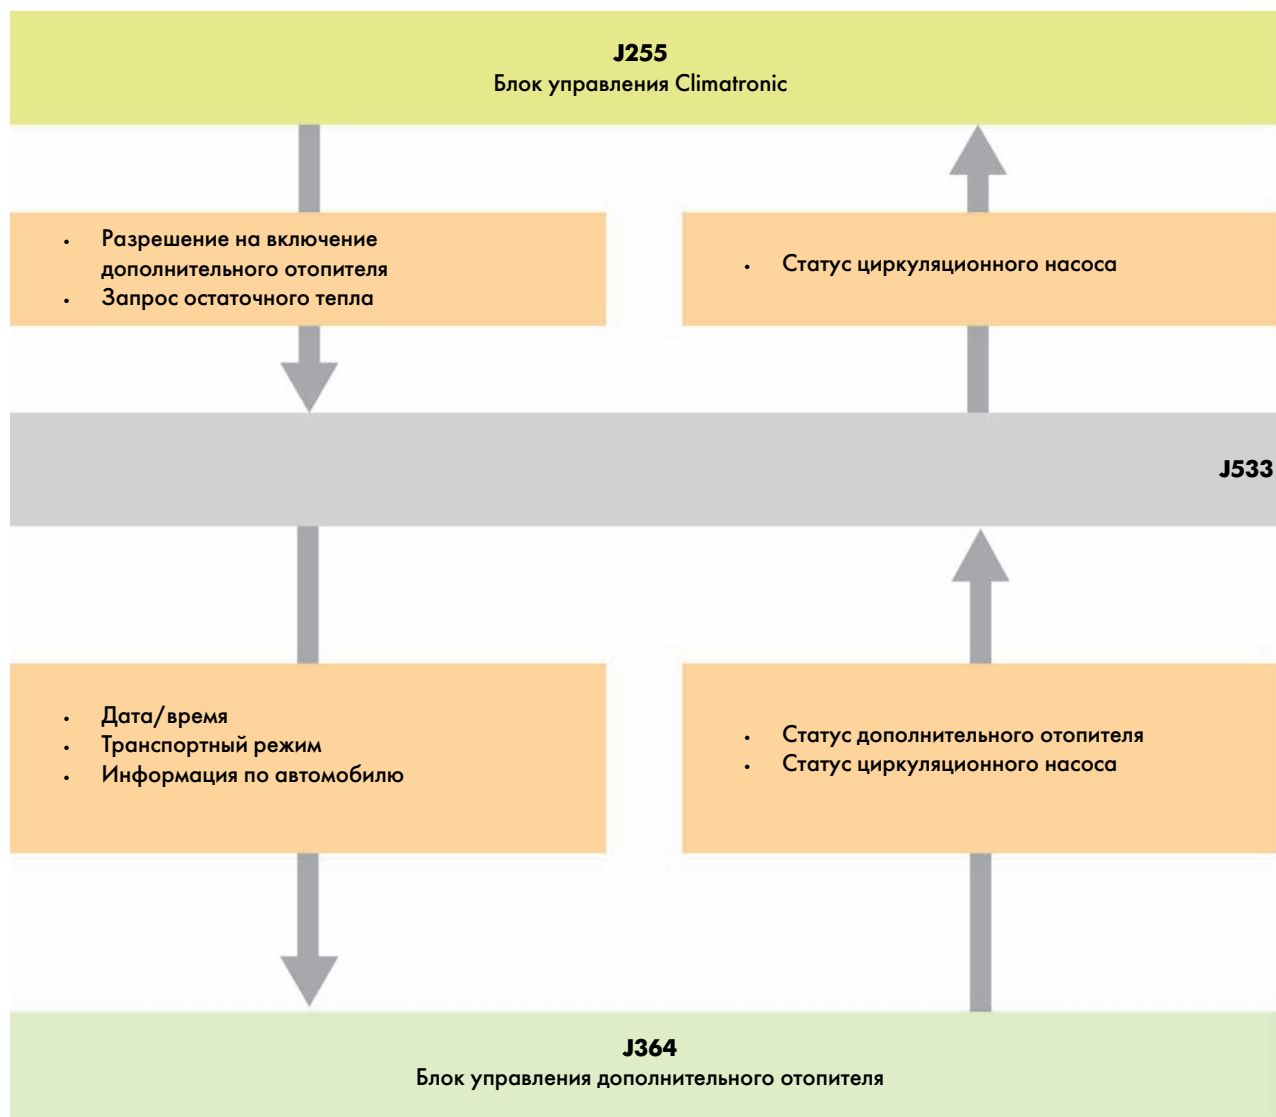 J255
Блок управления Climatronic
• Разрешение на включение
дополнительного отопителя
• Запрос остаточного тепла
• Статус циркуляционного насоса
J533
• Дата/время
• Транспортный режим
• Информация по автомобилю
• Статус дополнительного отопителя
• Статус циркуляционного насоса
J364
Блок управления дополнительного отопителя